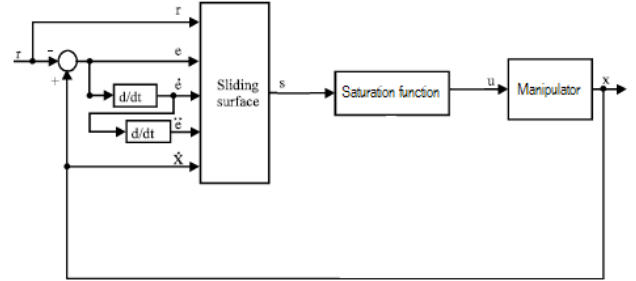 r
r
-
e
+
d/dt
ė
d/dt
ë
Ẋ
Sliding
surface
s
Saturation function
u
Manipulator
x